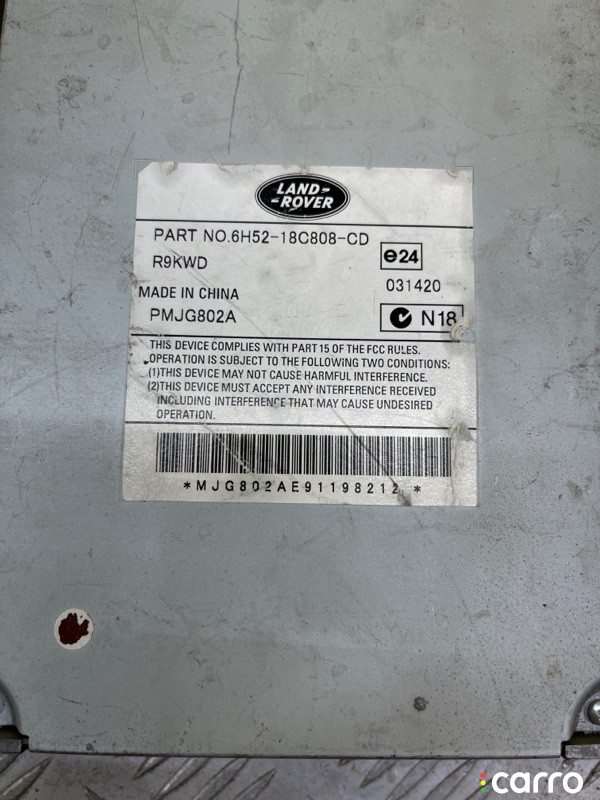 LAND-
-ROVER
PART NO.6H52-18C808-CD
R9KWD
e24
031420
MADE IN CHINA
PMJG802A
N18
THIS DEVICE COMPLIES WITH PART 15 OF THE FCC RULES.
OPERATION IS SUBJECT TO THE FOLLOWING TWO CONDITIONS:
(1)THIS DEVICE MAY NOT CAUSE HARMFUL INTERFERENCE.
(2)THIS DEVICE MUST ACCEPT ANY INTERFERENCE RECEIVED
INCLUDING INTERFERENCE THAT MAY CAUSE UNDESIRED
OPERATION.
*MJG802AE91198212*
carro